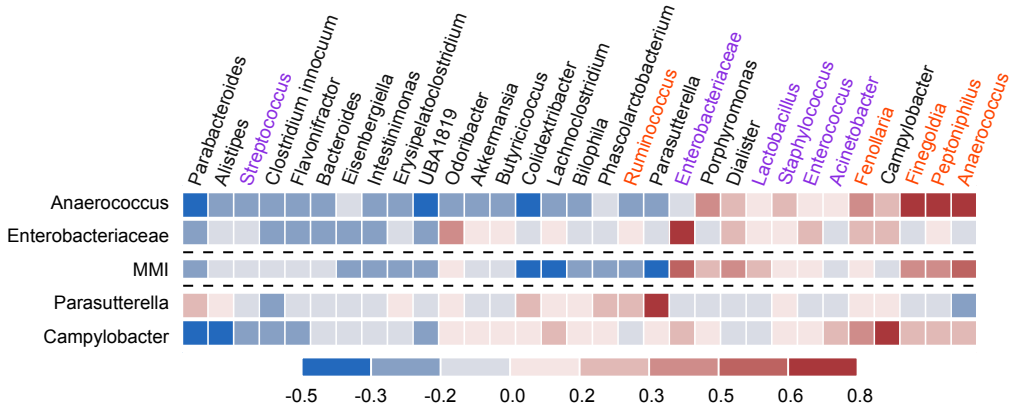 Parabacteroides
Alistipes
Streptococcus
Clostridium innocuum
Flavonifractor
Bacteroides
Eisenbergiella
Intestinimonas
Erysipelatoclostridium
UBA1819
Odoribacter
Akkermansia
Butyricicoccus
Colidextribacter
Lachnoclostridium
Bilophila
Phascolarctobacterium
Ruminococcus
Parasutterella
Enterobacteriaceae
Porphyromonas
Dialister
Lactobacillus
Staphylococcus
Enterococcus
Acinetobacter
Fenollaria
Campylobacter
Finegoldia
Peptoniphilus
Anaerococcus
Anaerococcus
Enterobacteriaceae
MMI
Parasutterella
Campylobacter
-0.5 -0.3 -0.2 0.0 0.2 0.3 0.5 0.6 0.8